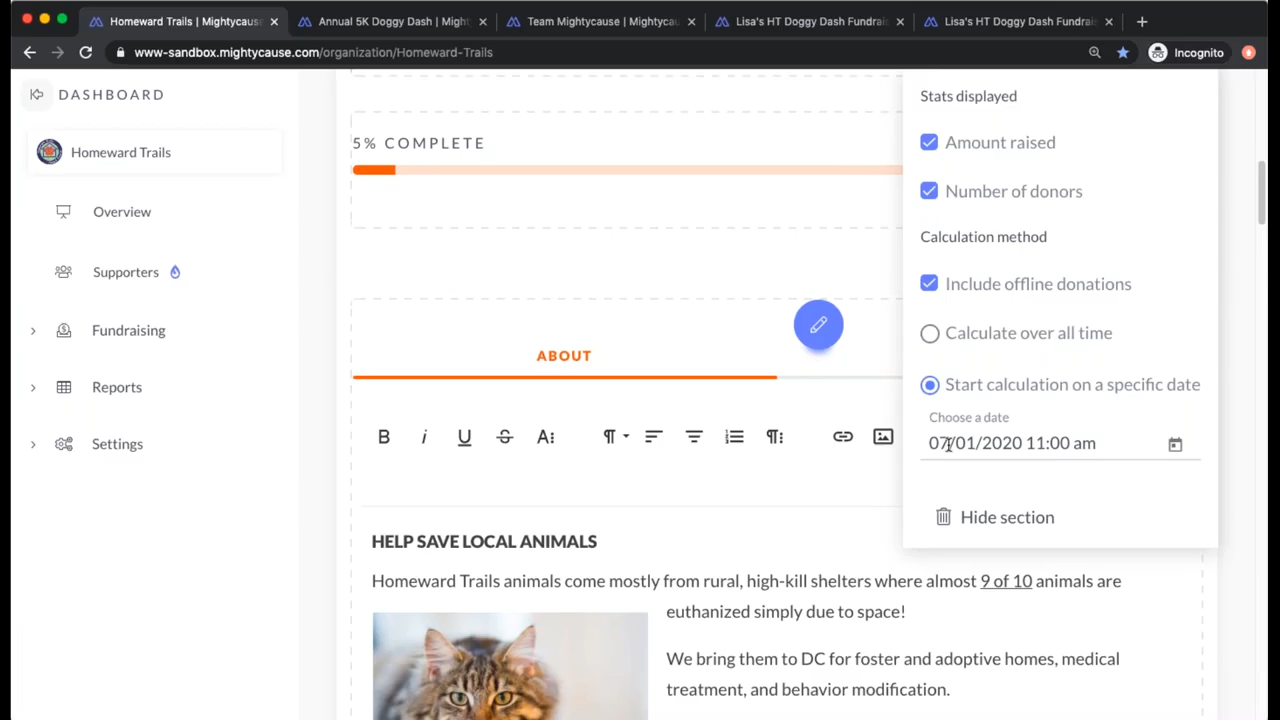 Homeward Trails | Mightycause
Annual 5K Doggy Dash | Might
Team Mightycause | Mightycau
Lisa's HT Doggy Dash Fundrais
Lisa's HT Doggy Dash Fundrai
www-sandbox.mightycause.com/organization/Homeward-Trails
Incognito
DASHBOARD
Homeward Trails
Overview
Supporters
Fundraising
Reports
Settings
5% COMPLETE
ABOUT
B i U S A
HELP SAVE LOCAL ANIMALS
Homeward Trails animals come mostly from rural, high-kill shelters where almost 9 of 10 animals are
euthanized simply due to space!
We bring them to DC for foster and adoptive homes, medical
treatment, and behavior modification.
Stats displayed
Amount raised
Number of donors
Calculation method
Include offline donations
Calculate over all time
Start calculation on a specific date
Choose a date
07/01/2020 11:00 am
Hide section